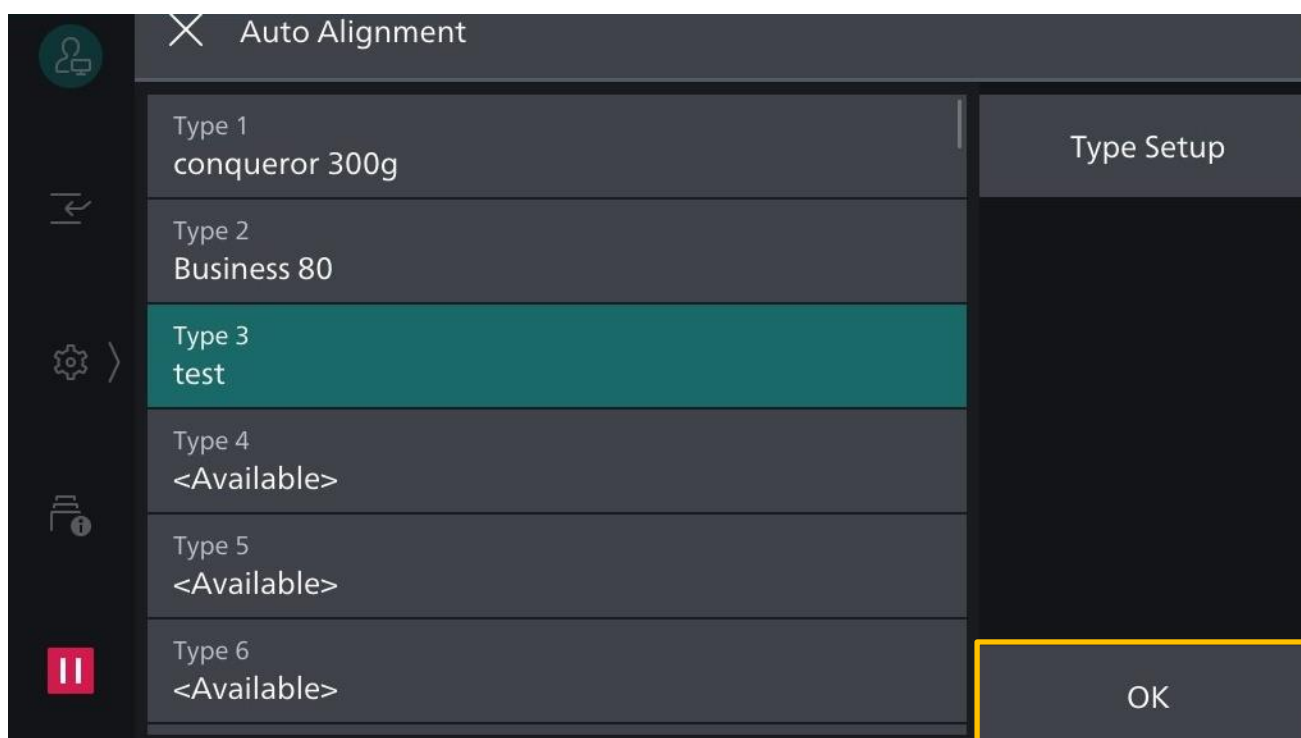 Auto Alignment
Type 1
conqueror 300g
Type Setup
Type 2
Business 80
Type 3
test
Type 4
<Available>
Type 5
<Available>
Type 6
<Available>
OK